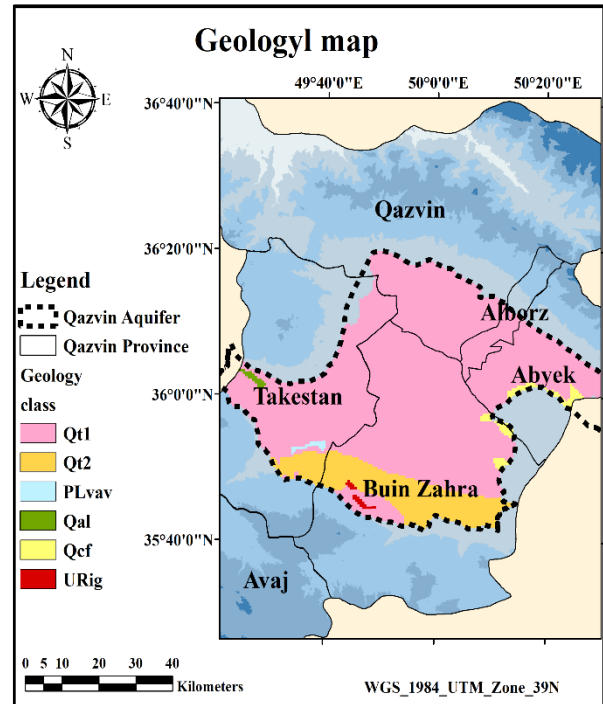 Geologyl map
N
W E
S
49°40'0"E 50°00'0"E 50°20'0"E
36°40'0"N
36°20'0"N
36°0'0"N
35°40'0"N
Qazvin
Alborz
Abyek
Takestan
Buin Zahra
Avaj
Legend
Qazvin Aquifer
Qazvin Province
Geology
class
Qt1
Qt2
PLvav
Qal
Qcf
URig
0 5 10 20 30 40
Kilometers
WGS_1984_UTM_Zone_39N